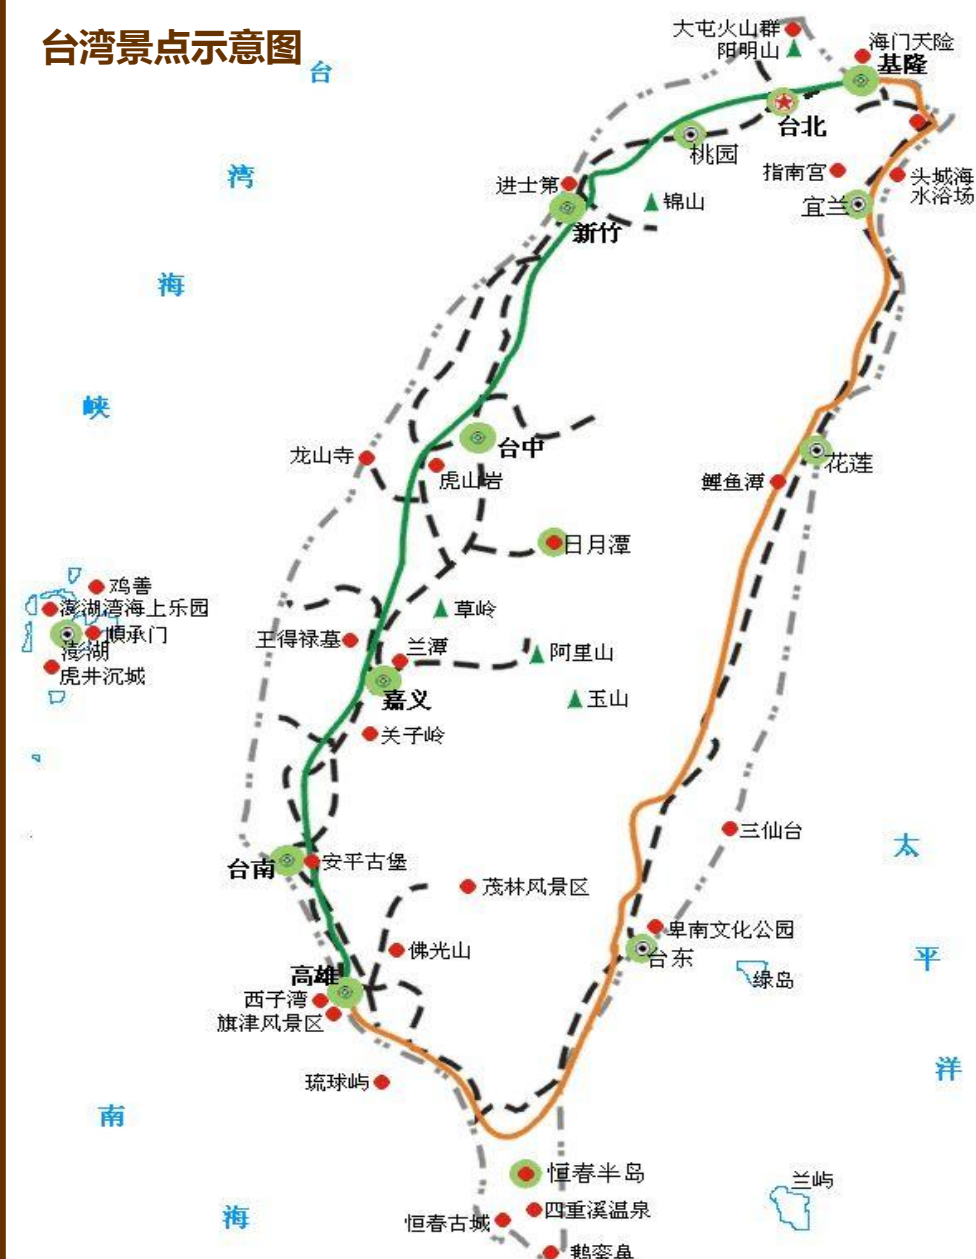 台湾景点示意图
大屯火山群
阳明山
海门天险
基隆
台
台北
桃园
湾
进士第
锦山
指南宫
头城海
水浴场
宜兰
新竹
海
峡
龙山寺
台中
虎山岩
花莲
鲤鱼潭
日月潭
鸡善
澎湖湾海上乐园
順承门
澎湖
虎井沉城
草岭
王得禄墓
兰潭
阿里山
嘉义
玉山
关子岭
三仙台
太
台南
安平古堡
茂林风景区
卑南文化公园
佛光山
台东
平
高雄
绿岛
西子湾
旗津风景区
洋
琉球屿
南
恒春半岛
兰屿
四重溪温泉
海
恒春古城
鹅銮鼻